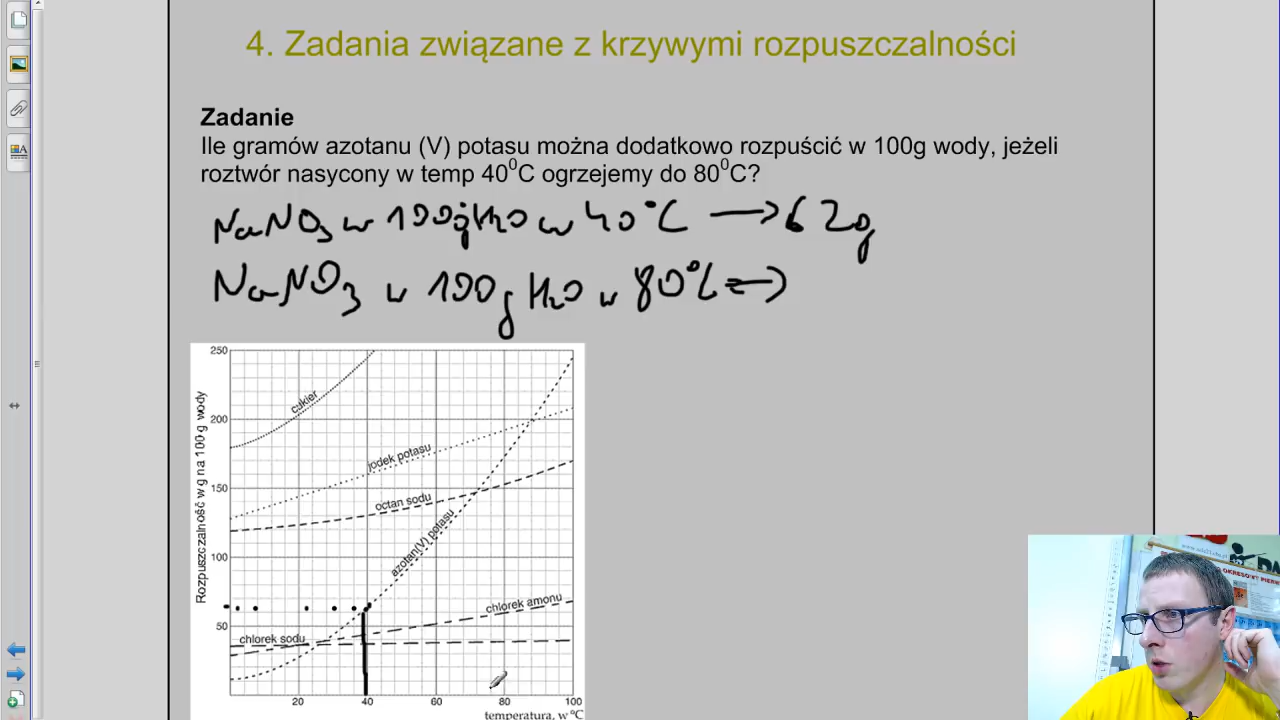 4. Zadania związane z krzywymi rozpuszczalności
Zadanie
Ile gramów azotanu (V) potasu można dodatkowo rozpuścić w 100g wody, jeżeli
roztwór nasycony w temp 40⁰C ogrzejemy do 80⁰C?
NaNO3 w 100g H2O w 40°C → 62g
NaNO3 w 100g H2O w 80°C →
Rozpuszczalność w g na 100 g wody
250
200
150
100
50
cukier
jodek potasu
octan sodu
azotan(V) potasu
chlorek amonu
chlorek sodu
20 40 60 80 100
temperatura, w °C
OKRESOWY